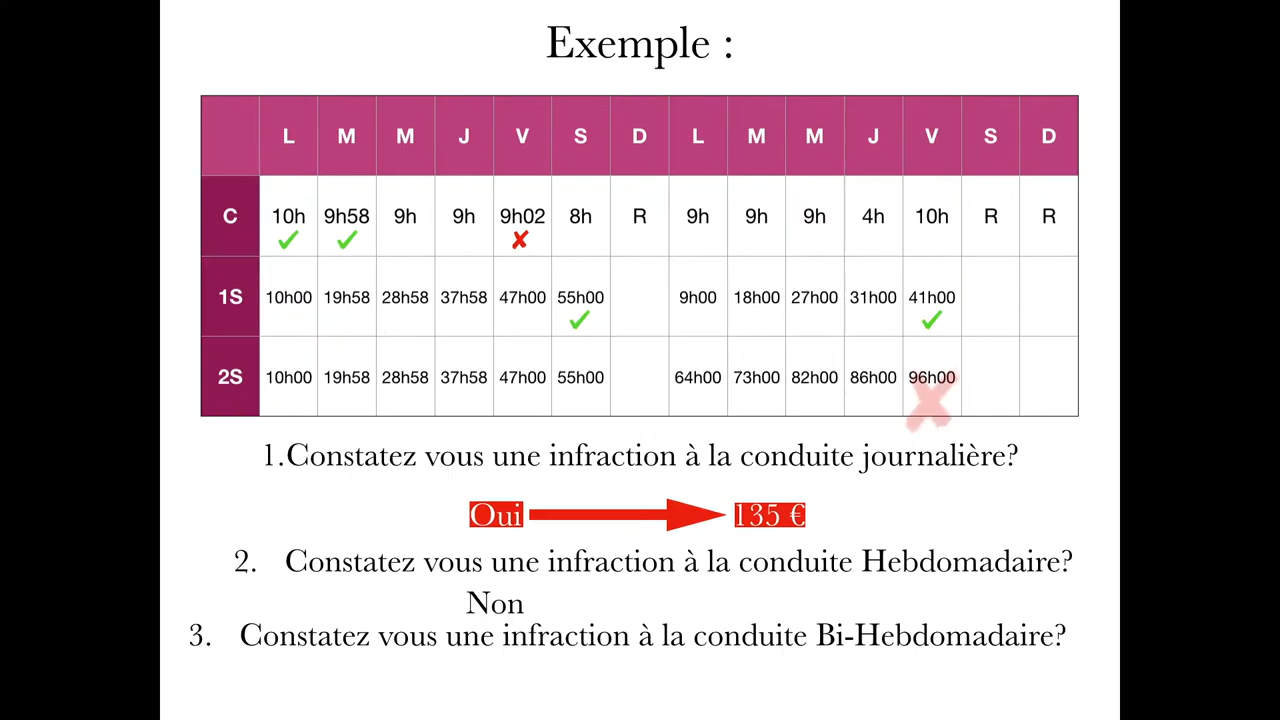 Exemple :
L M M J V S D L M M J V S D
C 10h 9h58 9h 9h 9h02 8h R 9h 9h 9h 4h 10h R R
1S 10h00 19h58 28h58 37h58 47h00 55h00 9h00 18h00 27h00 31h00 41h00
2S 10h00 19h58 28h58 37h58 47h00 55h00 64h00 73h00 82h00 86h00 96h00
1.Constatez vous une infraction à la conduite journalière?
Oui 135 €
2. Constatez vous une infraction à la conduite Hebdomadaire?
Non
3. Constatez vous une infraction à la conduite Bi-Hebdomadaire?